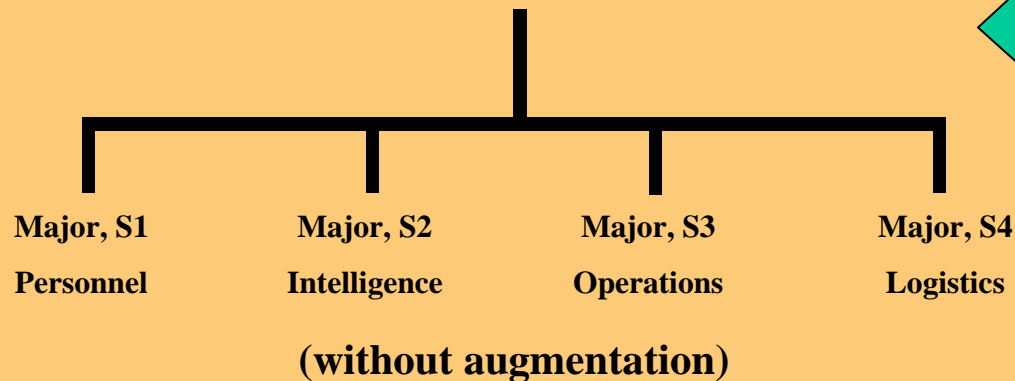 Major, S1 Major, S2 Major, S3 Major, S4
Personnel Intelligence Operations Logistics
(without augmentation)